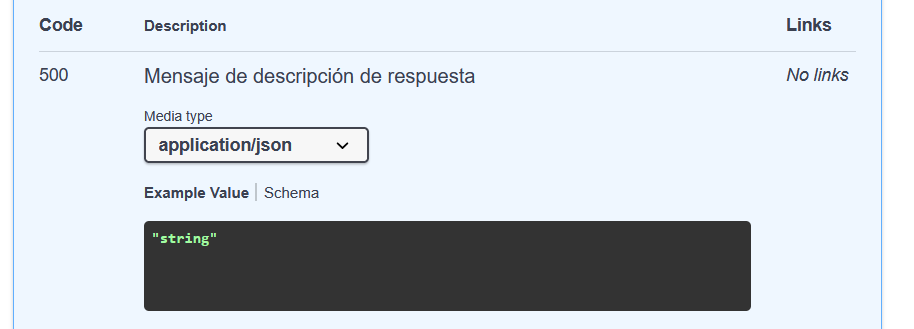 Code Description Links
500 Mensaje de descripción de respuesta No links
Media type
application/json
Example Value Schema
"string"